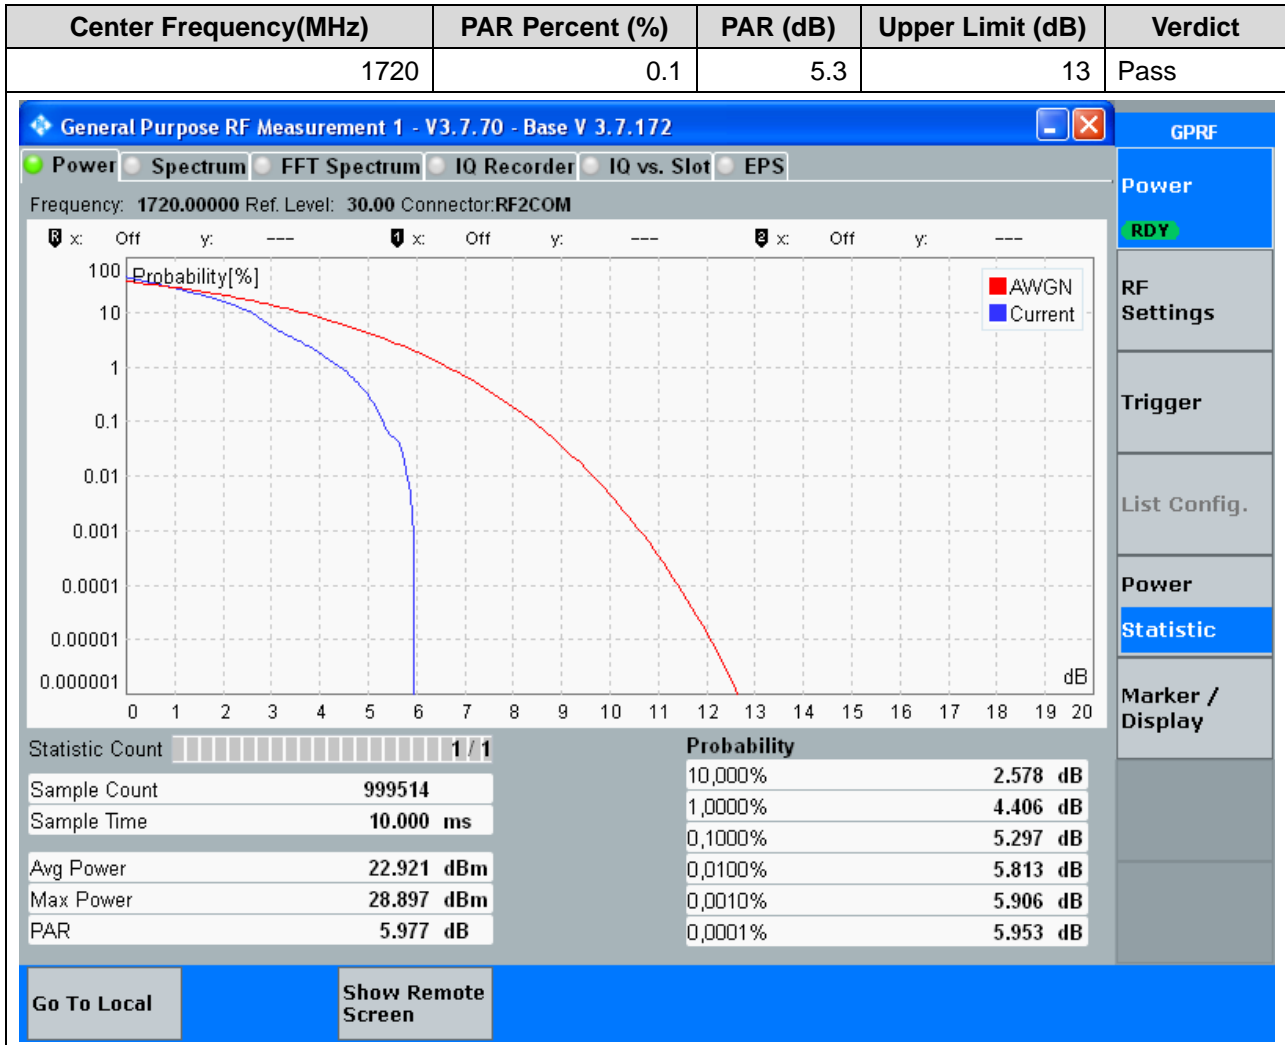 Center Frequency(MHz) PAR Percent (%) PAR (dB) Upper Limit (dB) Verdict
1720 0.1 5.3 13 Pass
General Purpose RF Measurement 1 - V3.7.70 - Base V 3.7.172
GPRF
Power Spectrum FFT Spectrum IQ Recorder IQ vs. Slot EPS
Power
RDY
Frequency: 1720.00000 Ref. Level: 30.00 Connector:RF2COM
R x: Off y: --- 1 x: Off y: --- 2 x: Off y: ---
Probability[%]
AWGN
Current
100
10
1
0.1
0.01
0.001
0.0001
0.00001
0.000001
dB
0 1 2 3 4 5 6 7 8 9 10 11 12 13 14 15 16 17 18 19 20
RF
Settings
Trigger
List Config.
Power
Statistic
Marker /
Display
Statistic Count 1 / 1
Sample Count 999514
Sample Time 10.000 ms
Avg Power 22.921 dBm
Max Power 28.897 dBm
PAR 5.977 dB
Probability
10,000% 2.578 dB
1,0000% 4.406 dB
0,1000% 5.297 dB
0,0100% 5.813 dB
0,0010% 5.906 dB
0,0001% 5.953 dB
Go To Local
Show Remote
Screen